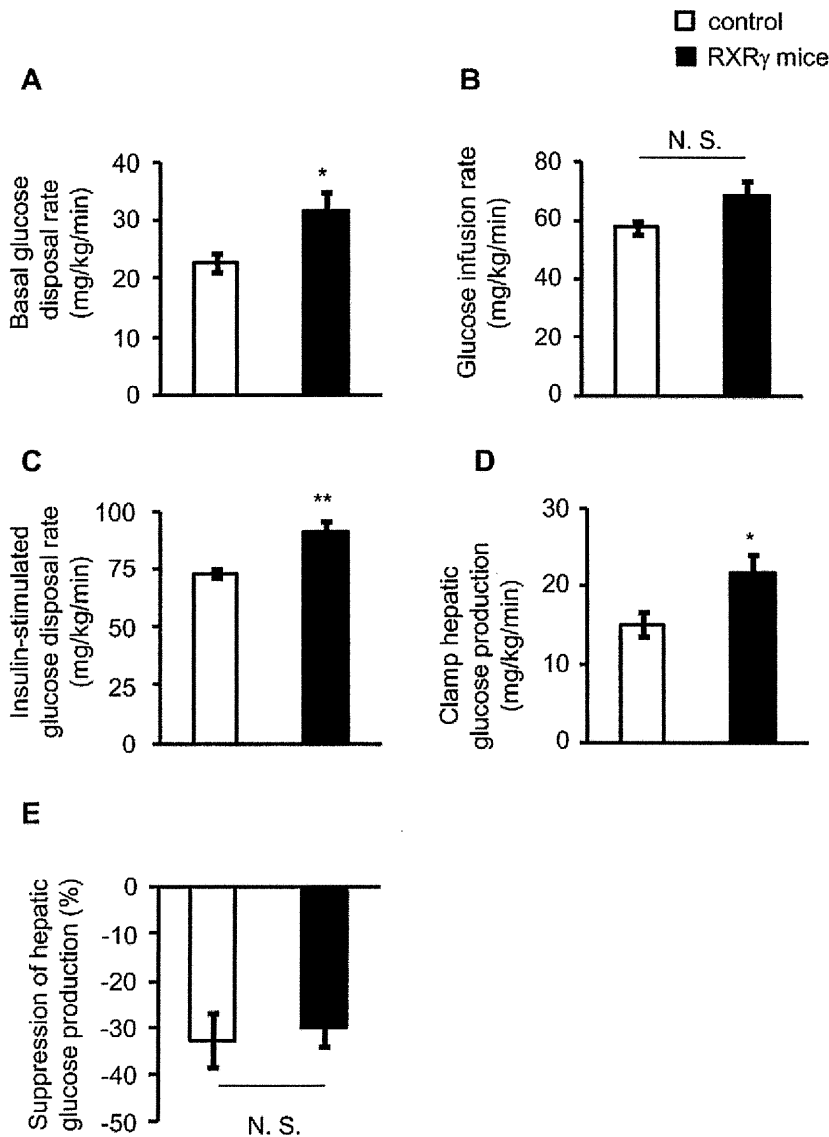 control
RXRγ mice
A
Basal glucose
disposal rate
(mg/kg/min)
40
30
20
10
0
*
B
Glucose infusion rate
(mg/kg/min)
80
60
40
20
0
N. S.
C
Insulin-stimulated
glucose disposal rate
(mg/kg/min)
100
75
50
25
0
**
D
Clamp hepatic
glucose production
(mg/kg/min)
30
20
10
0
*
E
Suppression of hepatic
glucose production (%)
0
-10
-20
-30
-40
-50
N. S.